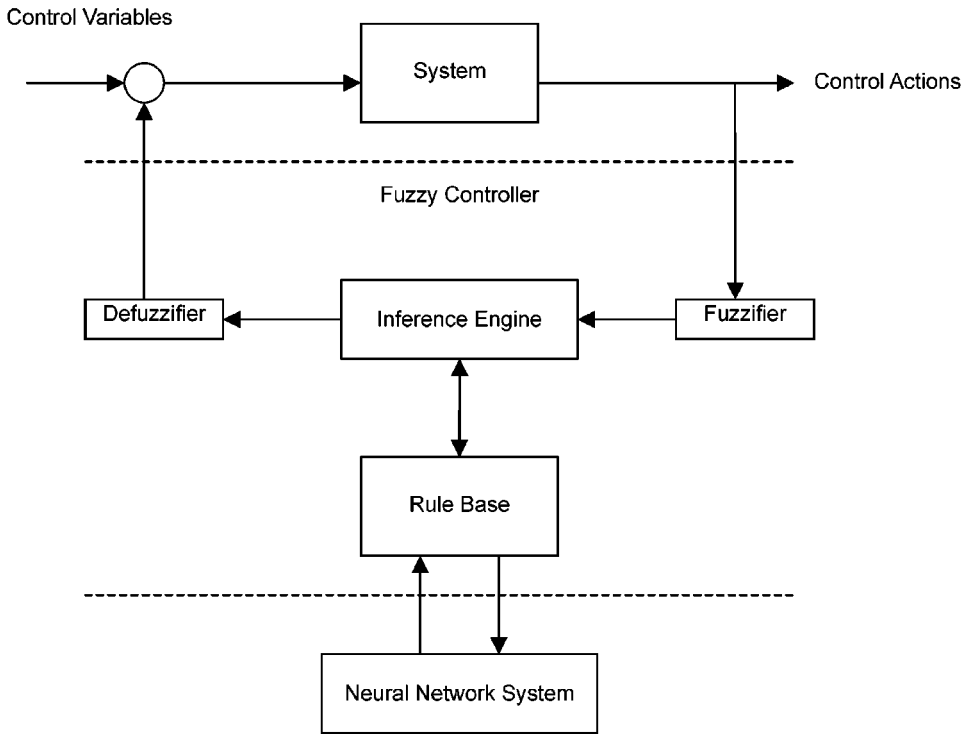 Control Variables
System
Control Actions
Fuzzy Controller
Defuzzifier
Inference Engine
Fuzzifier
Rule Base
Neural Network System